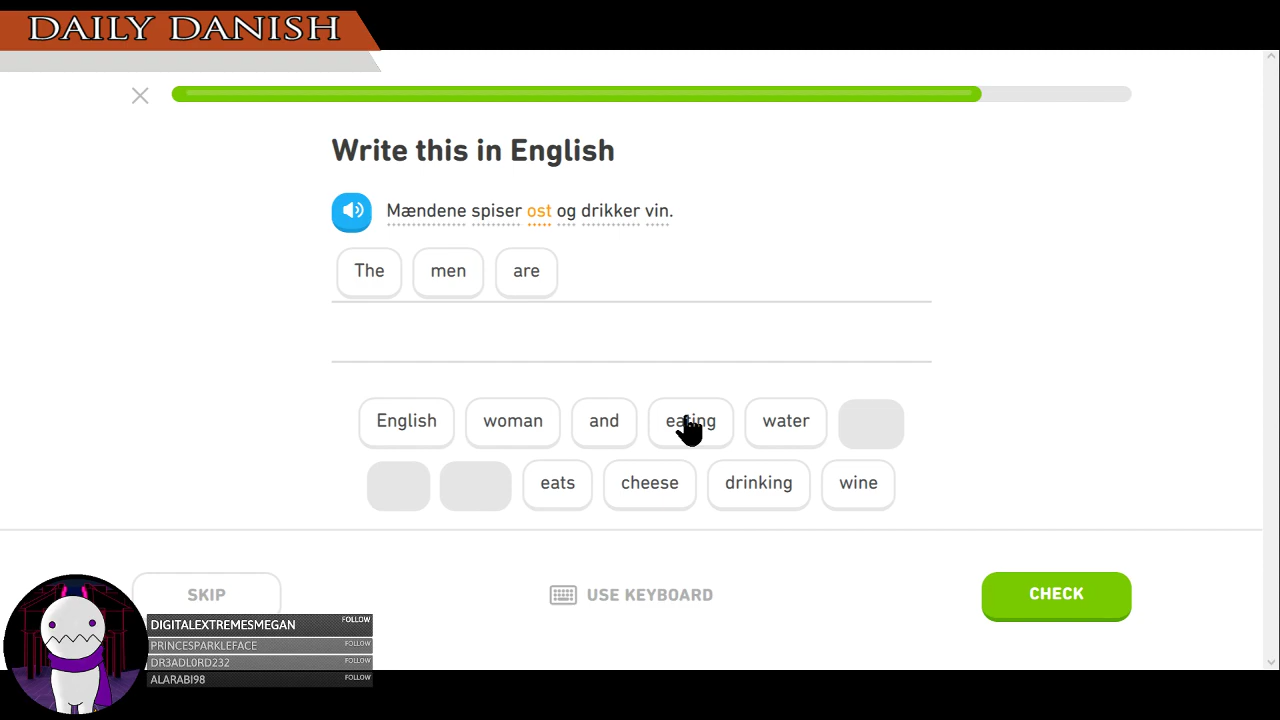 DAILY DANISH
Write this in English
Mændene spiser ost og drikker vin.
The men are
English woman and eating water
eats cheese drinking wine
SKIP
USE KEYBOARD
CHECK
DIGITALEXTREMESMEGAN FOLLOW
PRINCESPARKLEFACE FOLLOW
DR3ADL0RD232 FOLLOW
ALARABI98 FOLLOW